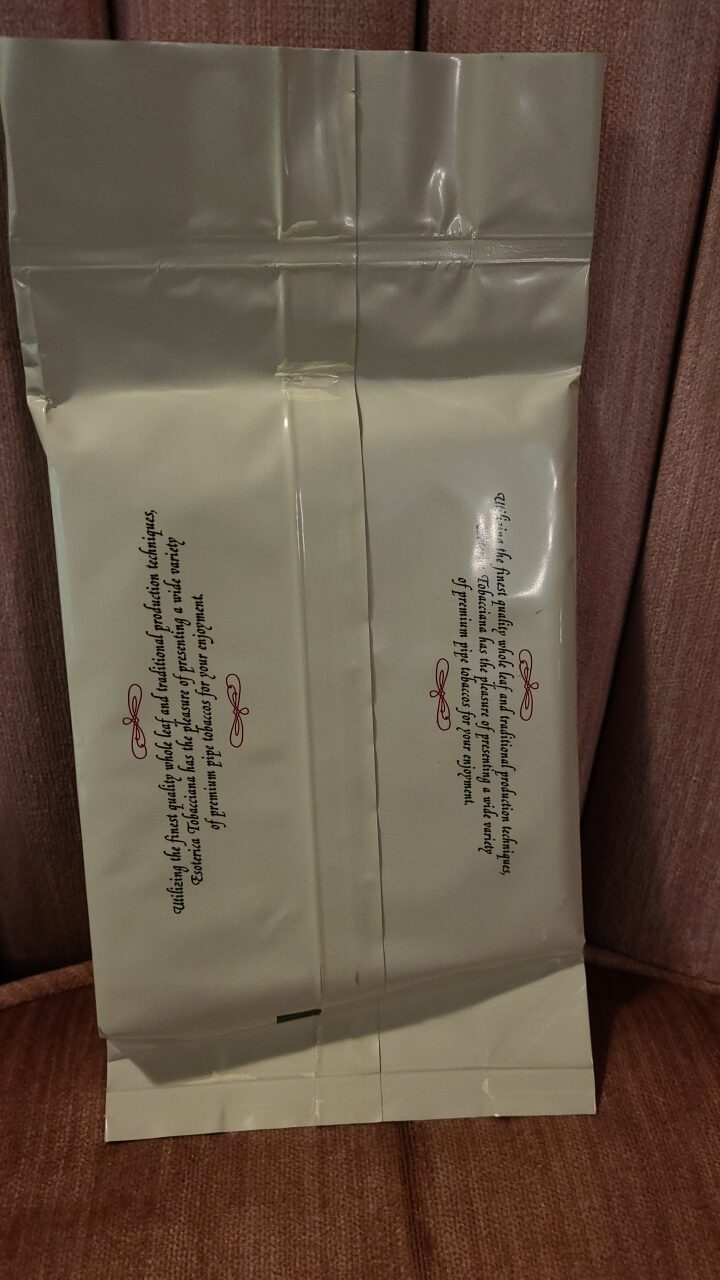 Utilizing the finest quality whole leaf and traditional production techniques,
Esoterica Tobacciana has the pleasure of presenting a wide variety
of premium pipe tobaccos for your enjoyment.
Utilizing the finest quality whole leaf and traditional production techniques,
Tobacciana has the pleasure of presenting a wide variety
of premium pipe tobaccos for your enjoyment.